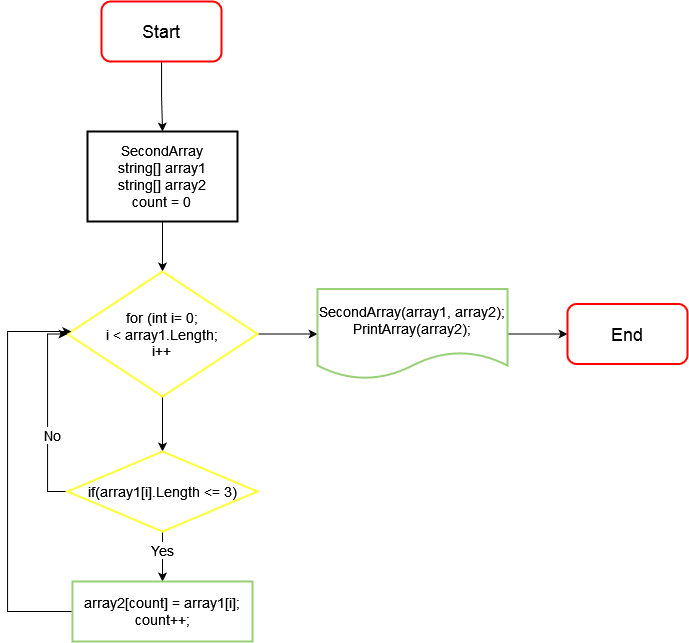 Start
SecondArray
string[] array1
string[] array2
count = 0
for (int i= 0;
i < array1.Length;
i++
SecondArray(array1, array2);
PrintArray(array2);
End
No
if(array1[i].Length <= 3)
Yes
array2[count] = array1[i];
count++;